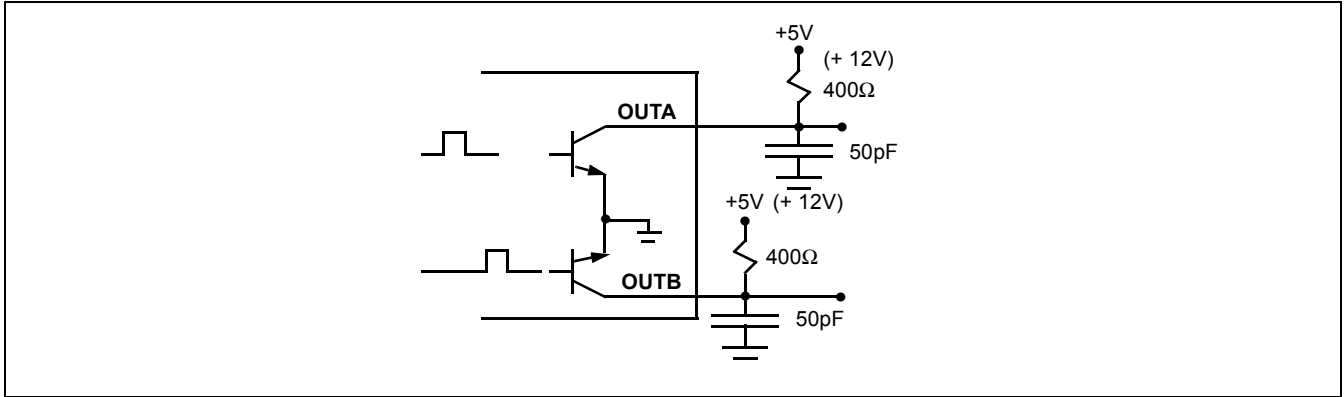 +5V
(+ 12V)
400Ω
OUTA
50pF
+5V (+ 12V)
400Ω
OUTB
50pF